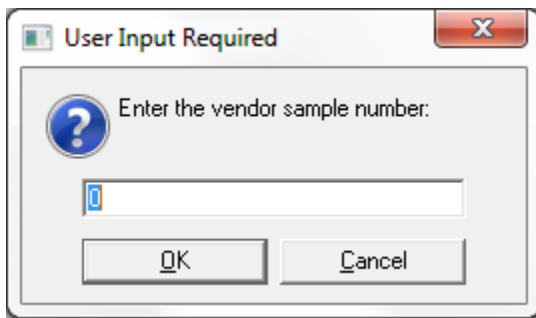 User Input Required
Enter the vendor sample number:
0
OK
Cancel